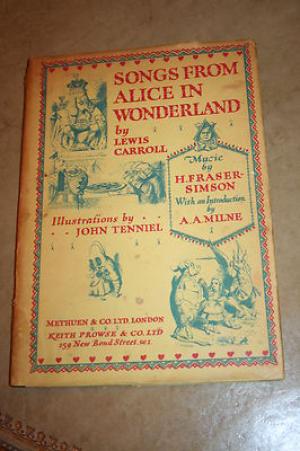 SONGS FROM
ALICE IN
WONDERLAND
by
LEWIS
CARROLL
Music
by
H. FRASER-
SIMSON
With an Introduction
by
A. A. MILNE
Illustrations by . .
. . JOHN TENNIEL
METHUEN & CO. LTD. LONDON
KEITH PROWSE & CO. LTD
159 New Bond Street. W.1.